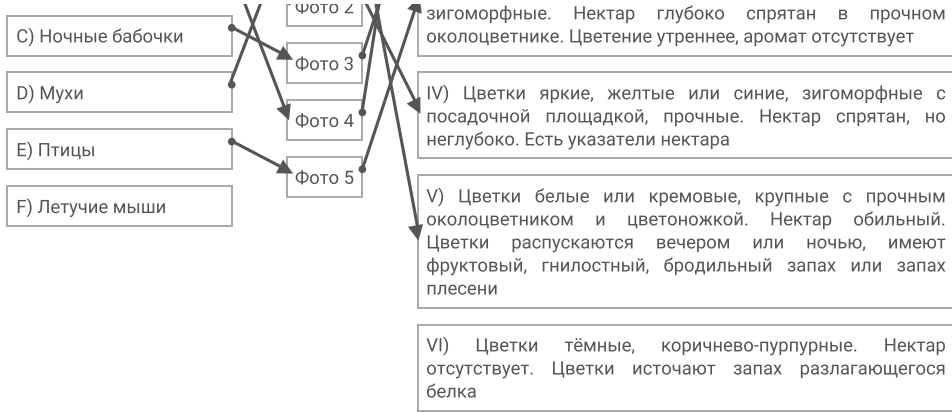 C) Ночные бабочки
D) Мухи
E) Птицы
F) Летучие мыши
Фото 2
Фото 3
Фото 4
Фото 5
зигоморфные. Нектар глубоко спрятан в прочном
околоцветнике. Цветение утреннее, аромат отсутствует
IV) Цветки яркие, желтые или синие, зигоморфные с
посадочной площадкой, прочные. Нектар спрятан, но
неглубоко. Есть указатели нектара
V) Цветки белые или кремовые, крупные с прочным
околоцветником и цветоножкой. Нектар обильный.
Цветки распускаются вечером или ночью, имеют
фруктовый, гнилостный, бродильный запах или запах
плесени
VI) Цветки тёмные, коричнево-пурпурные. Нектар
отсутствует. Цветки источают запах разлагающегося
белка